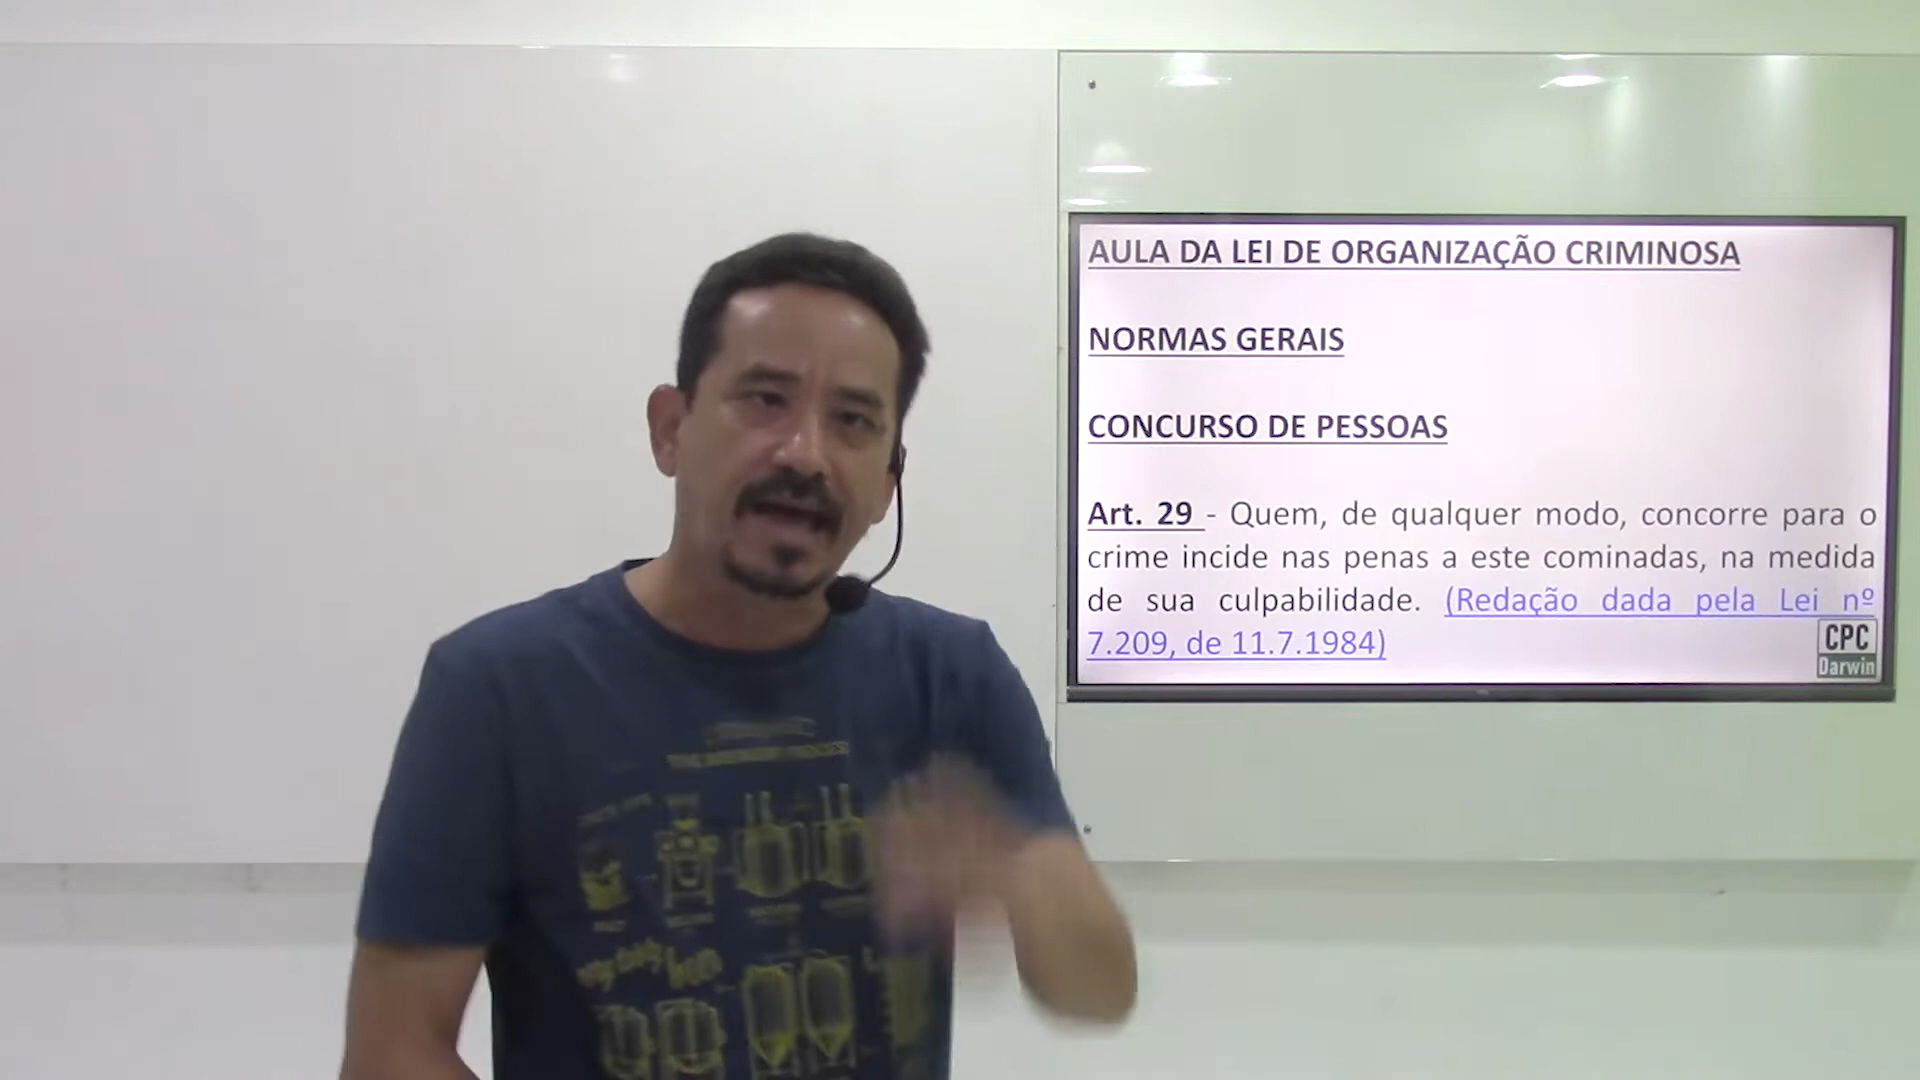 AULA DA LEI DE ORGANIZAÇÃO CRIMINOSA
NORMAS GERAIS
CONCURSO DE PESSOAS
Art. 29 - Quem, de qualquer modo, concorre para o
crime incide nas penas a este cominadas, na medida
de sua culpabilidade. (Redação dada pela Lei nº
7.209, de 11.7.1984)
CPC
Darwin